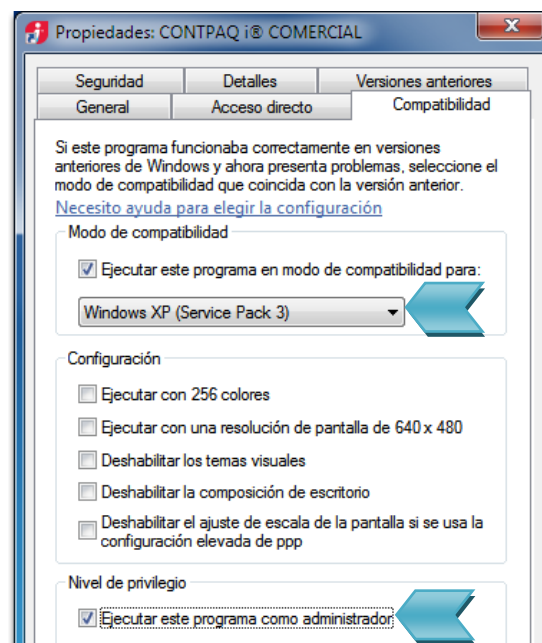 Propiedades: CONTPAQ i® COMERCIAL
Seguridad
Detalles
Versiones anteriores
General
Acceso directo
Compatibilidad
Si este programa funcionaba correctamente en versiones
anteriores de Windows y ahora presenta problemas, seleccione el
modo de compatibilidad que coincida con la versión anterior.
Necesito ayuda para elegir la configuración
Modo de compatibilidad
Ejecutar este programa en modo de compatibilidad para:
Windows XP (Service Pack 3)
Configuración
Ejecutar con 256 colores
Ejecutar con una resolución de pantalla de 640 x 480
Deshabilitar los temas visuales
Deshabilitar la composición de escritorio
Deshabilitar el ajuste de escala de la pantalla si se usa la
configuración elevada de ppp
Nivel de privilegio
Ejecutar este programa como administrador